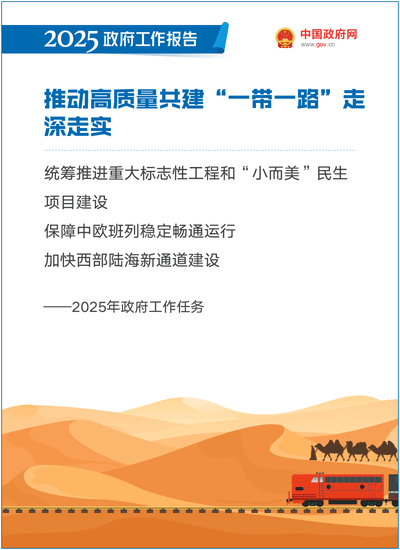 2025 政府工作报告
中国政府网
www.gov.cn
推动高质量共建“一带一路”走
深走实
统筹推进重大标志性工程和“小而美”民生
项目建设
保障中欧班列稳定畅通运行
加快西部陆海新通道建设
——2025年政府工作任务